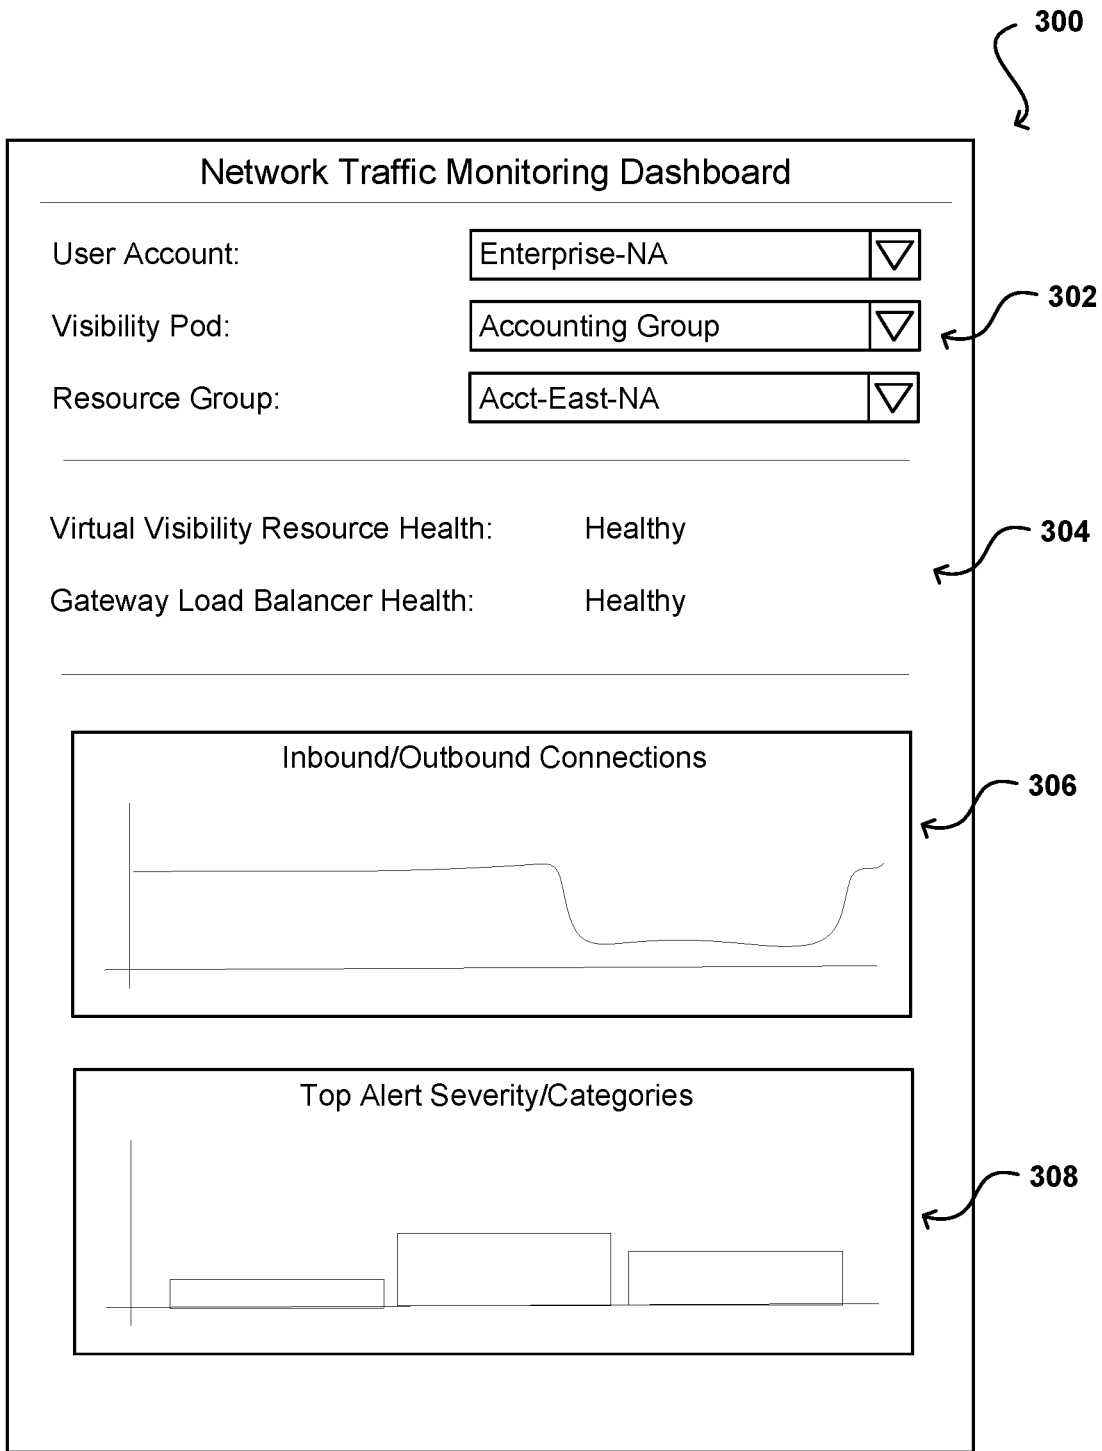 300
Network Traffic Monitoring Dashboard
User Account: Enterprise-NA
302
Visibility Pod: Accounting Group
Resource Group: Acct-East-NA
Virtual Visibility Resource Health: Healthy
304
Gateway Load Balancer Health: Healthy
Inbound/Outbound Connections
306
Top Alert Severity/Categories
308